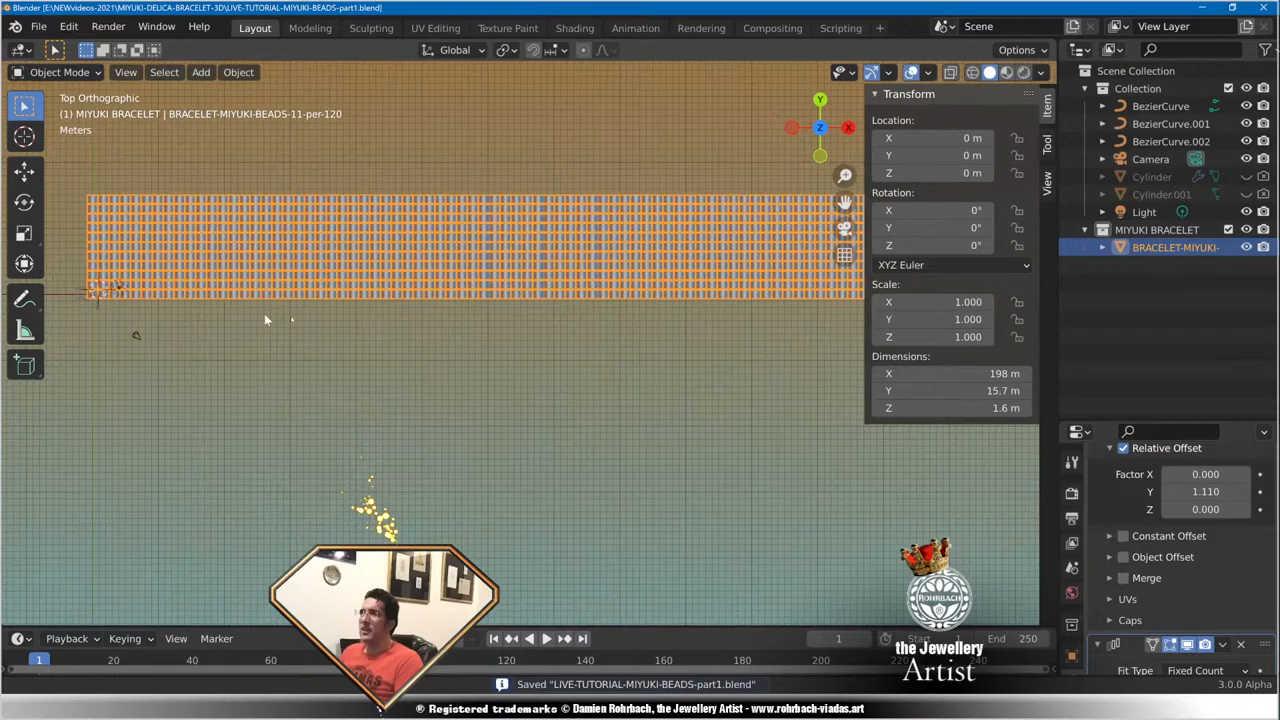 Blender [E:\NEWvideos-2021\MIYUKI-DELICA-BRACELET-3D\LIVE-TUTORIAL-MIYUKI-BEADS-part1.blend]
File Edit Render Window Help Layout Modeling Sculpting UV Editing Texture Paint Shading Animation Rendering Compositing Scripting Scene View Layer
Global Options
Object Mode View Select Add Object
Top Orthographic
(1) MIYUKI BRACELET | BRACELET-MIYUKI-BEADS-11-per-120
Meters
Y
Z
X
Transform
Location:
X 0 m
Y 0 m
Z 0 m
Rotation:
X 0°
Y 0°
Z 0°
XYZ Euler
Scale:
X 1.000
Y 1.000
Z 1.000
Dimensions:
X 198 m
Y 15.7 m
Z 1.6 m
Item
Tool
View
Scene Collection
Collection
BezierCurve
BezierCurve.001
BezierCurve.002
Camera
Cylinder
Cylinder.001
Light
MIYUKI BRACELET
BRACELET-MIYUKI-
Relative Offset
Factor X 0.000
Y 1.110
Z 0.000
Constant Offset
Object Offset
Merge
UVs
Caps
Fit Type Fixed Count
ROHRBACH
the Jewellery
Artist
Playback Keying View Marker
1 Start 1 End 250
1 20 40 60 120 140 160 180 200 220 240
Saved "LIVE-TUTORIAL-MIYUKI-BEADS-part1.blend"
3.0.0 Alpha
® Registered trademarks © Damien Rohrbach, the Jewellery Artist - www.rohrbach-viadas.art